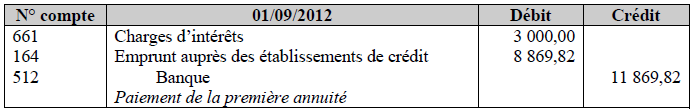 N° compte 01/09/2012 Débit Crédit
661 Charges d'intérêts 3 000,00
164 Emprunt auprès des établissements de crédit 8 869,82
512 Banque 11 869,82
Paiement de la première annuité